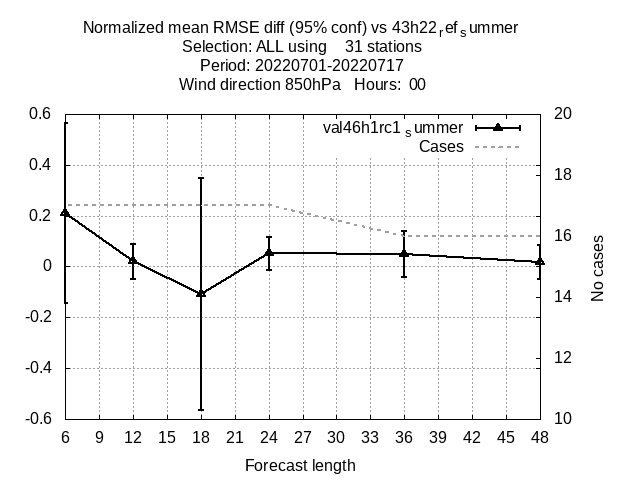 Normalized mean RMSE diff (95% conf) vs 43h22ref summer
Selection: ALL using 31 stations
Period: 20220701-20220717
Wind direction 850hPa Hours: 00
val46h1rc1summer
Cases
0.6
0.4
0.2
0
-0.2
-0.4
-0.6
20
18
16
14
12
10
No cases
6 9 12 15 18 21 24 27 30 33 36 39 42 45 48
Forecast length